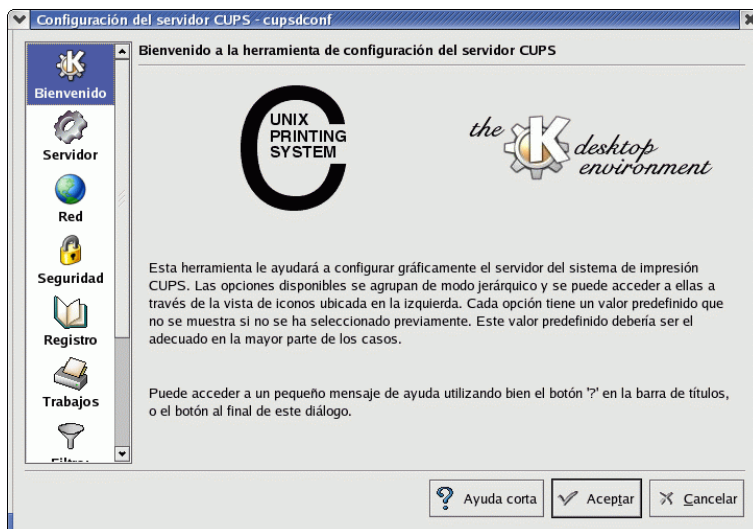 Configuración del servidor CUPS - cupsdconf
Bienvenido
Servidor
Red
Seguridad
Registro
Trabajos
Bienvenido a la herramienta de configuración del servidor CUPS
UNIX
PRINTING
SYSTEM
the K desktop
environment
Esta herramienta le ayudará a configurar gráficamente el servidor del sistema de impresión
CUPS. Las opciones disponibles se agrupan de modo jerárquico y se puede acceder a ellas a
través de la vista de iconos ubicada en la izquierda. Cada opción tiene un valor predefinido que
no se muestra si no se ha seleccionado previamente. Este valor predefinido debería ser el
adecuado en la mayor parte de los casos.
Puede acceder a un pequeño mensaje de ayuda utilizando bien el botón '?' en la barra de títulos,
o el botón al final de este diálogo.
Ayuda corta
Aceptar
Cancelar